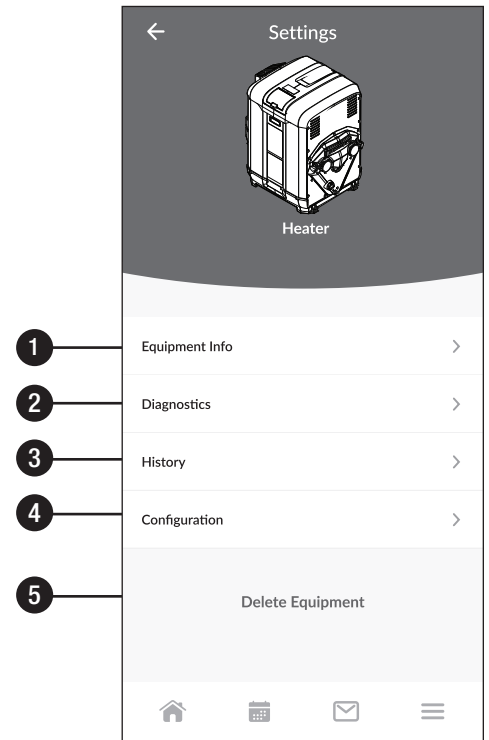 Settings
Heater
1 Equipment Info
2 Diagnostics
3 History
4 Configuration
5 Delete Equipment